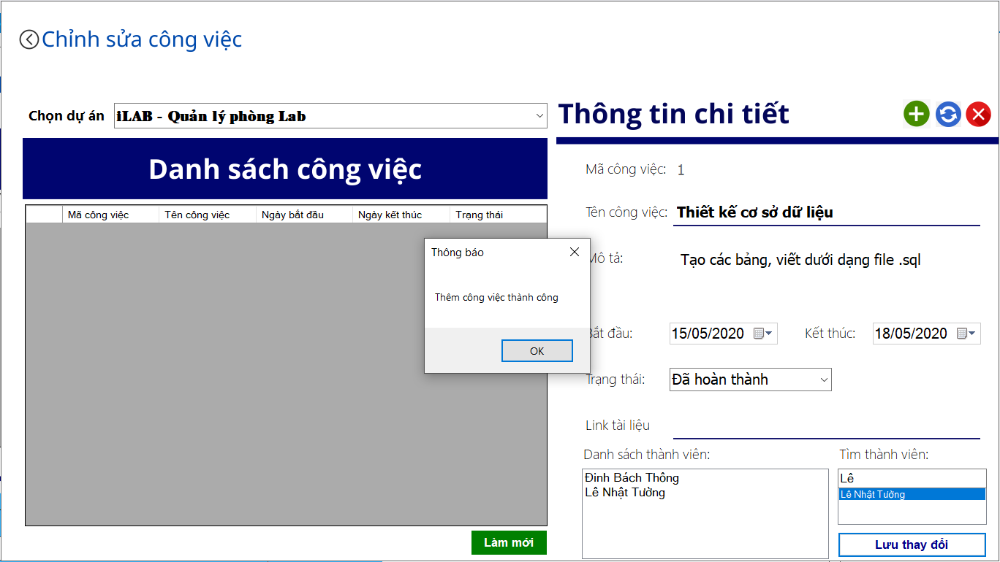 Chỉnh sửa công việc
Chọn dự án
iLAB - Quản lý phòng Lab
Danh sách công việc
Mã công việc
Tên công việc
Ngày bắt đầu
Ngày kết thúc
Trạng thái
Làm mới
Thông báo
Thêm công việc thành công
OK
Thông tin chi tiết
Mã công việc: 1
Tên công việc: Thiết kế cơ sở dữ liệu
Mô tả: Tạo các bảng, viết dưới dạng file .sql
Bắt đầu: 15/05/2020
Kết thúc: 18/05/2020
Trạng thái: Đã hoàn thành
Link tài liệu
Danh sách thành viên:
Đinh Bách Thông
Lê Nhật Tường
Tìm thành viên:
Lê
Lê Nhật Tường
Lưu thay đổi